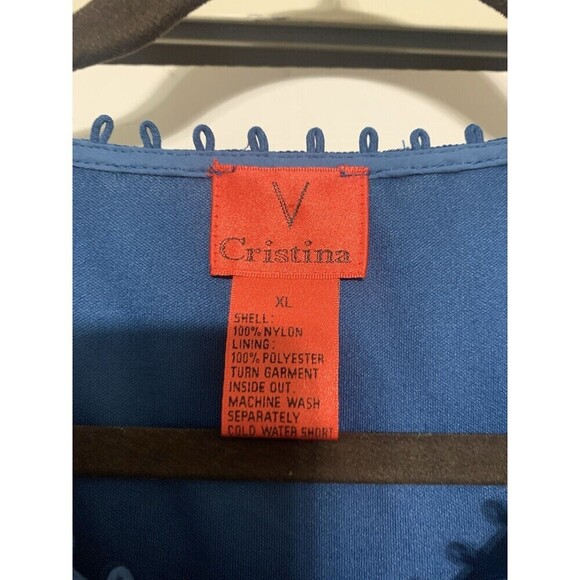 V
Cristina
XL
SHELL:
100% NYLON
LINING:
100% POLYESTER
TURN GARMENT
INSIDE OUT.
MACHINE WASH
SEPARATELY
COLD WATER SHORT